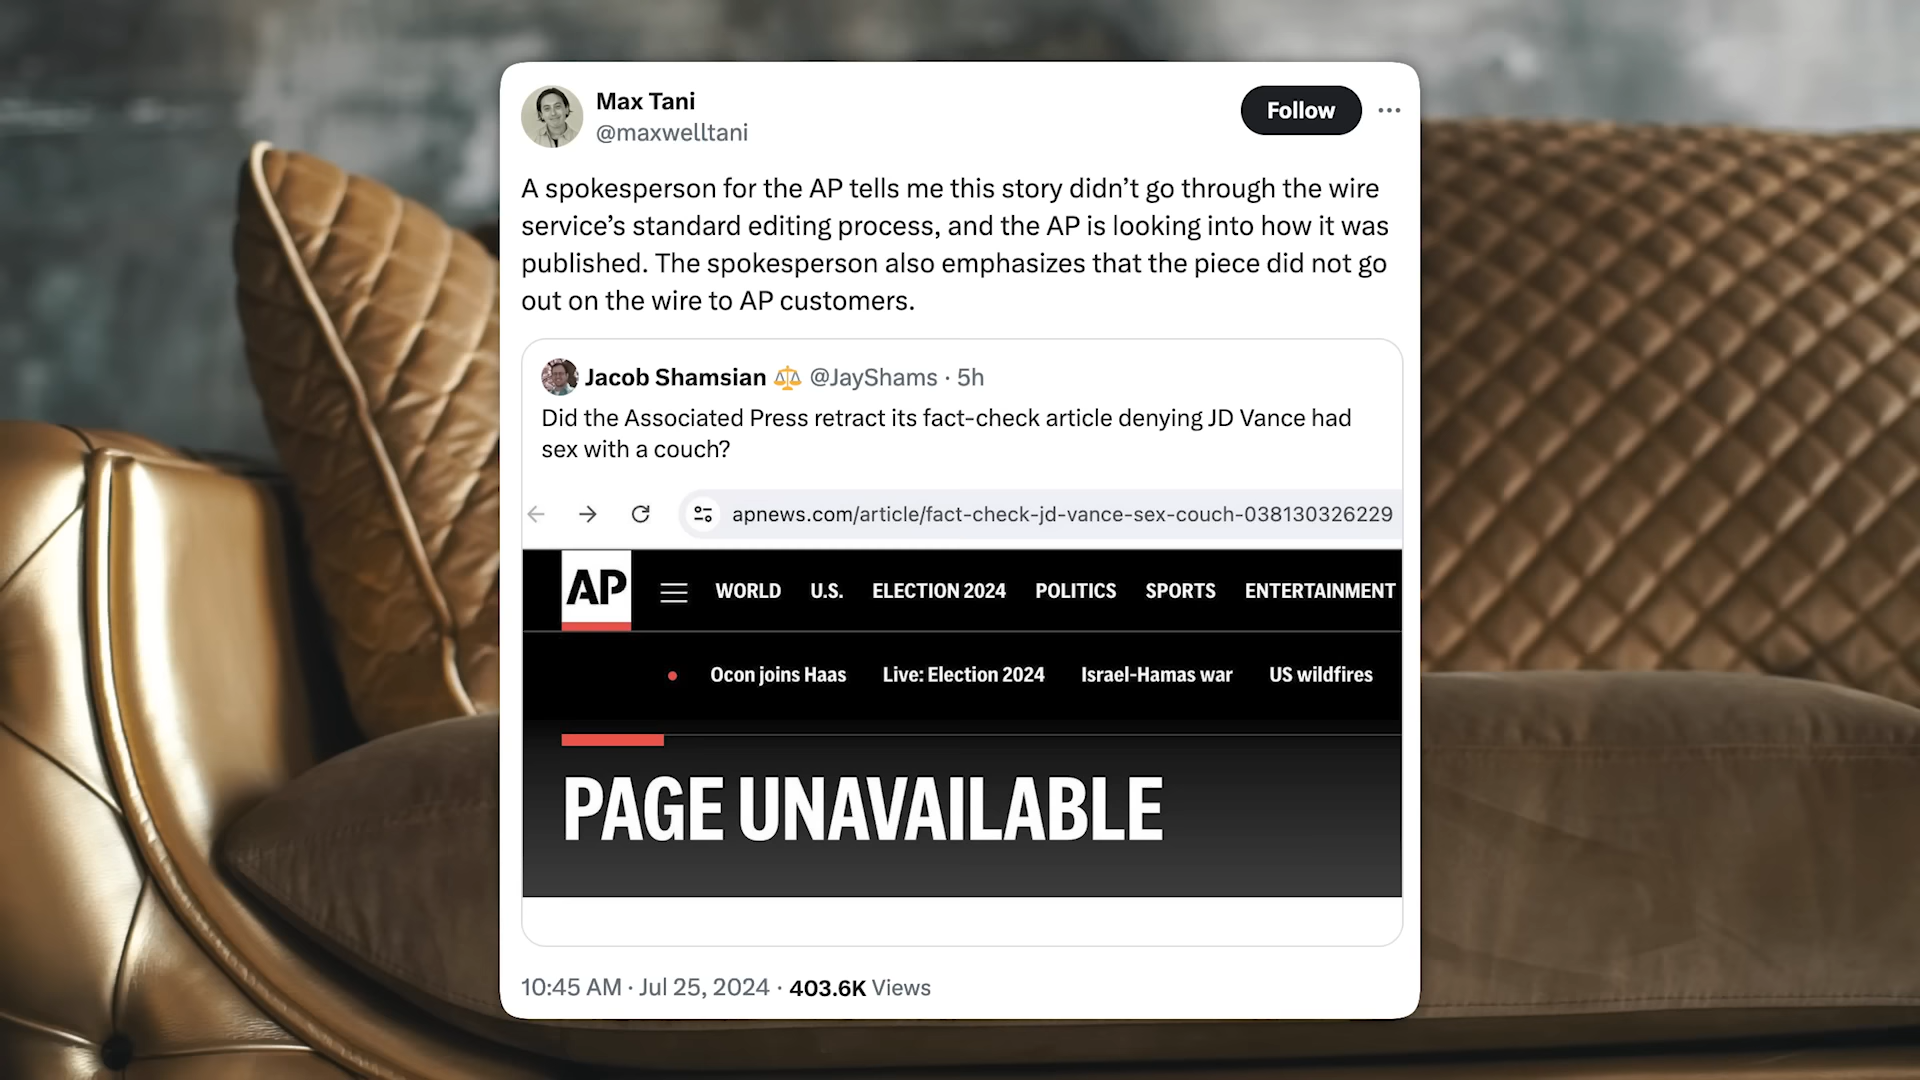 Max Tani
@maxwelltani
Follow
A spokesperson for the AP tells me this story didn’t go through the wire
service’s standard editing process, and the AP is looking into how it was
published. The spokesperson also emphasizes that the piece did not go
out on the wire to AP customers.
Jacob Shamsian ⚖️ @JayShams · 5h
Did the Associated Press retract its fact-check article denying JD Vance had
sex with a couch?
apnews.com/article/fact-check-jd-vance-sex-couch-038130326229
AP WORLD U.S. ELECTION 2024 POLITICS SPORTS ENTERTAINMENT
Ocon joins Haas Live: Election 2024 Israel-Hamas war US wildfires
PAGE UNAVAILABLE
10:45 AM · Jul 25, 2024 · 403.6K Views